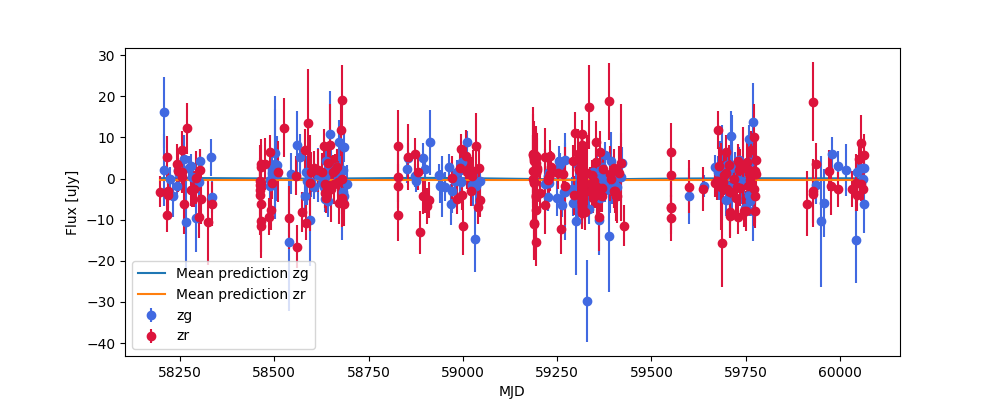 30
20
10
0
−10
−20
−30
−40
Flux [uJy]
Mean prediction zg
Mean prediction zr
zg
zr
58250 58500 58750 59000 59250 59500 59750 60000
MJD